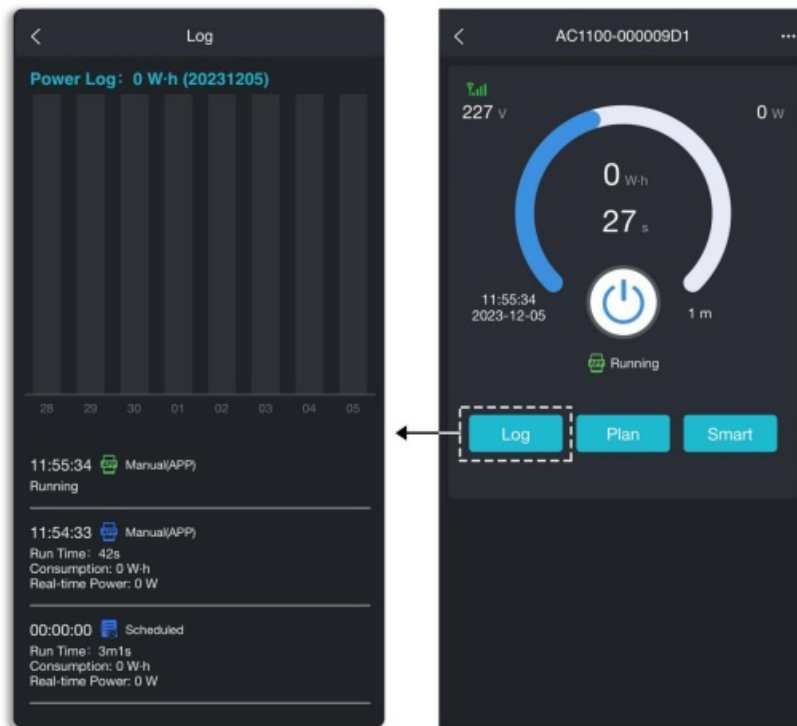 Log
Power Log: 0 W·h (20231205)
28 29 30 01 02 03 04 05
11:55:34 Manual(APP)
Running
11:54:33 Manual(APP)
Run Time: 42s
Consumption: 0 W·h
Real-time Power: 0 W
00:00:00 Scheduled
Run Time: 3m1s
Consumption: 0 W·h
Real-time Power: 0 W
AC1100-000009D1
227 V
0 W
0 W·h
27 s
11:55:34
2023-12-05
1 m
Running
Log Plan Smart